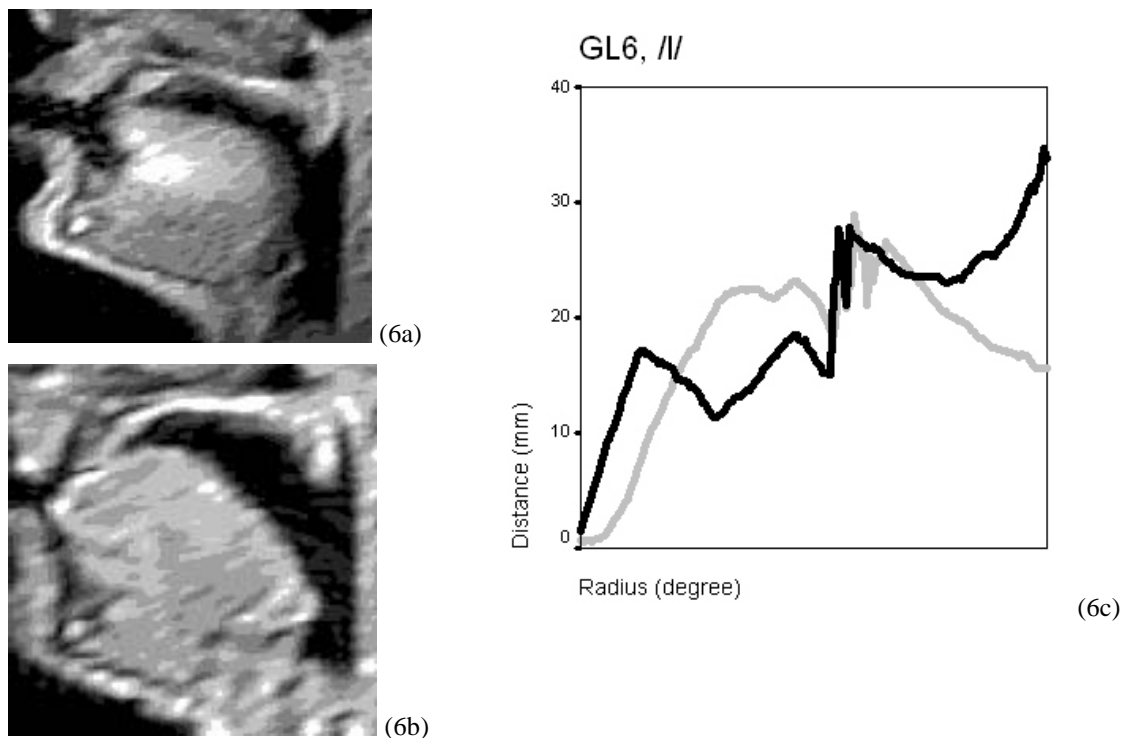 GL6, /l/
40
30
20
10
0
Distance (mm)
Radius (degree)
(6a)
(6b)
(6c)